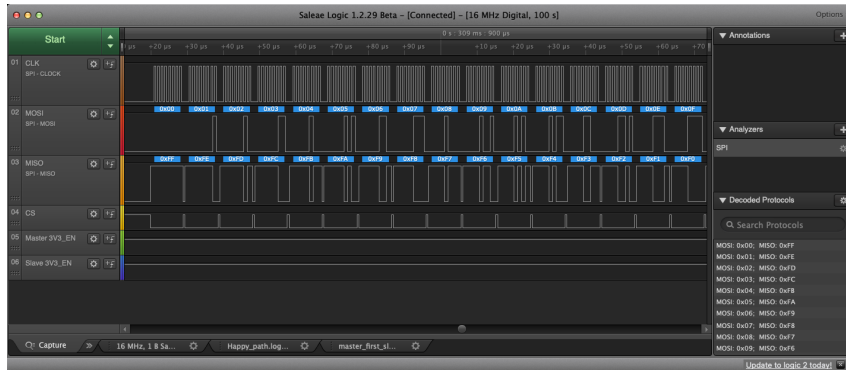 Saleae Logic 1.2.29 Beta – [Connected] – [16 MHz Digital, 100 s]
Options
Start
0 s : 309 ms : 900 µs
µs +20 µs +30 µs +40 µs +50 µs +60 µs +70 µs +80 µs +90 µs +10 µs +20 µs +30 µs +40 µs +50 µs +60 µs +70
Annotations
01 CLK
SPI - CLOCK
02 MOSI
SPI - MOSI
0x00 0x01 0x02 0x03 0x04 0x05 0x06 0x07 0x08 0x09 0x0A 0x0B 0x0C 0x0D 0x0E 0x0F
03 MISO
SPI - MISO
0xFF 0xFE 0xFD 0xFC 0xFB 0xFA 0xF9 0xF8 0xF7 0xF6 0xF5 0xF4 0xF3 0xF2 0xF1 0xF0
04 CS
05 Master 3V3_EN
06 Slave 3V3_EN
Analyzers
SPI
Decoded Protocols
Search Protocols
MOSI: 0x00; MISO: 0xFF
MOSI: 0x01; MISO: 0xFE
MOSI: 0x02; MISO: 0xFD
MOSI: 0x03; MISO: 0xFC
MOSI: 0x04; MISO: 0xFB
MOSI: 0x05; MISO: 0xFA
MOSI: 0x06; MISO: 0xF9
MOSI: 0x07; MISO: 0xF8
MOSI: 0x08; MISO: 0xF7
MOSI: 0x09; MISO: 0xF6
Capture
16 MHz, 1 B Sa...
Happy_path.log...
master_first_sl...
Update to logic 2 today!